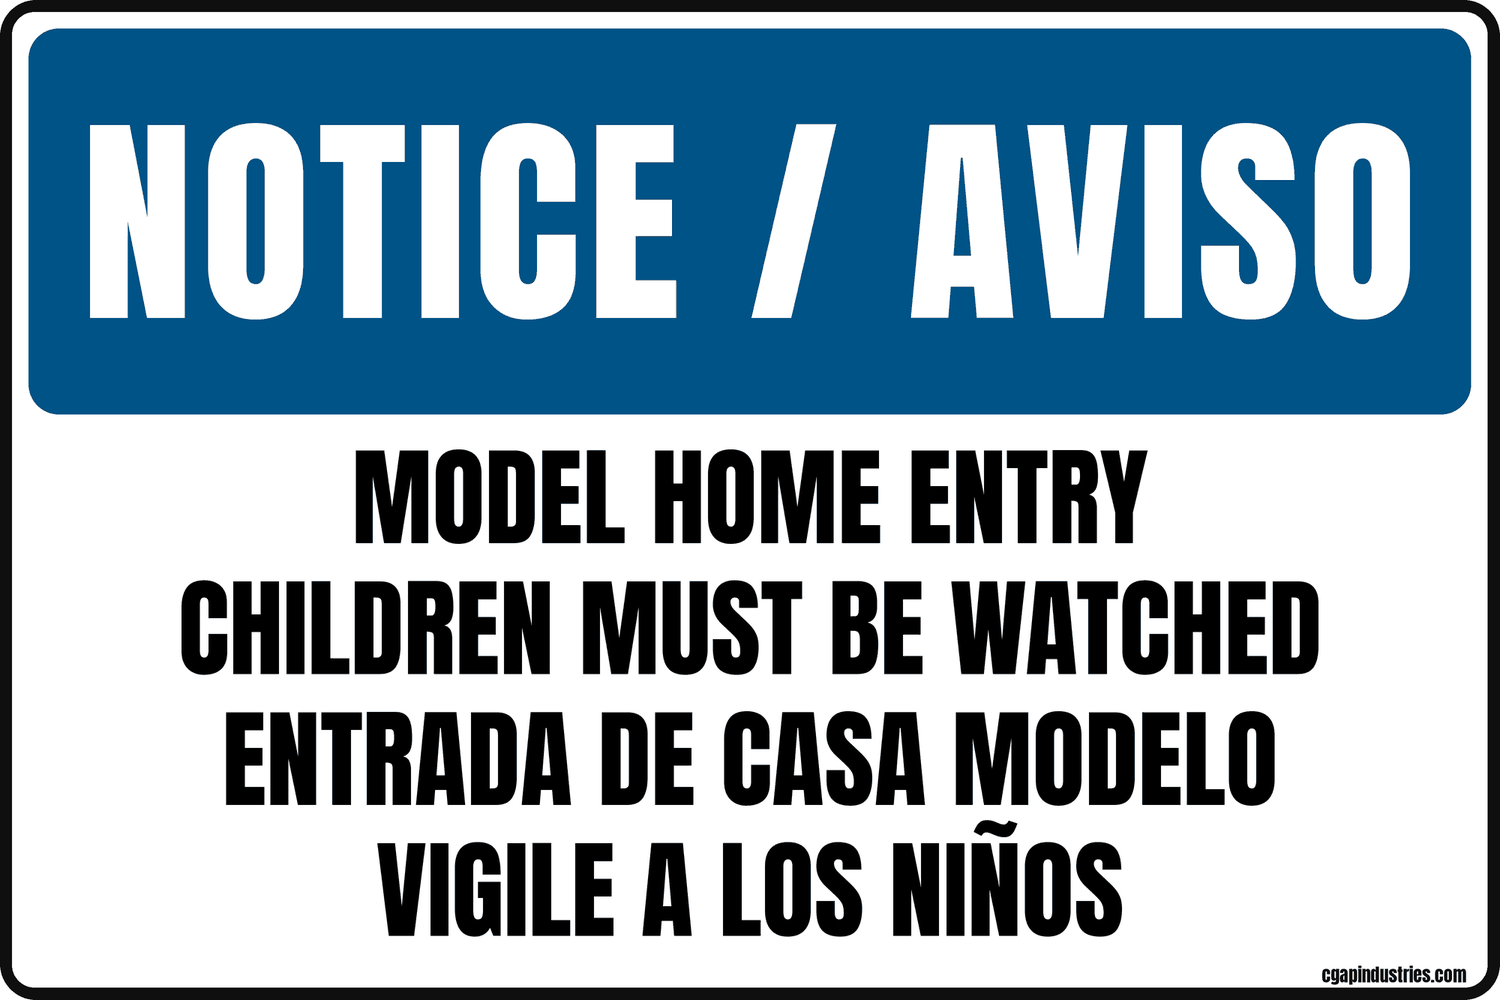 NOTICE / AVISO
MODEL HOME ENTRY
CHILDREN MUST BE WATCHED
ENTRADA DE CASA MODELO
VIGILE A LOS NIÑOS
cgapindustries.com